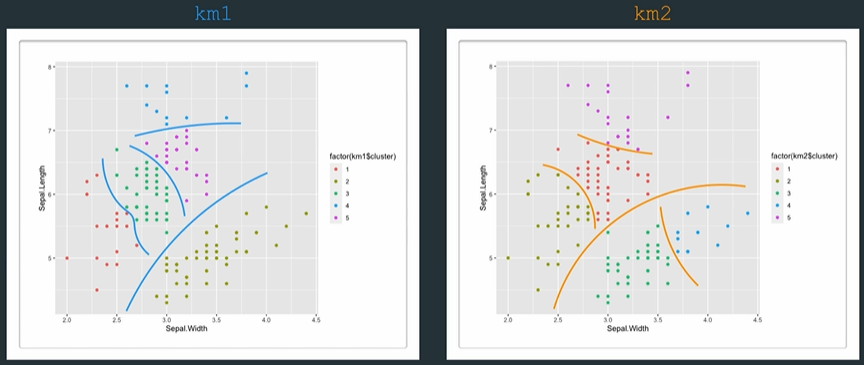 km1
km2
Sepal.Length
8
7
6
5
2.0 2.5 3.0 3.5 4.0 4.5
Sepal.Width
factor(km1$cluster)
1
2
3
4
5
Sepal.Length
8
7
6
5
2.0 2.5 3.0 3.5 4.0 4.5
Sepal.Width
factor(km2$cluster)
1
2
3
4
5